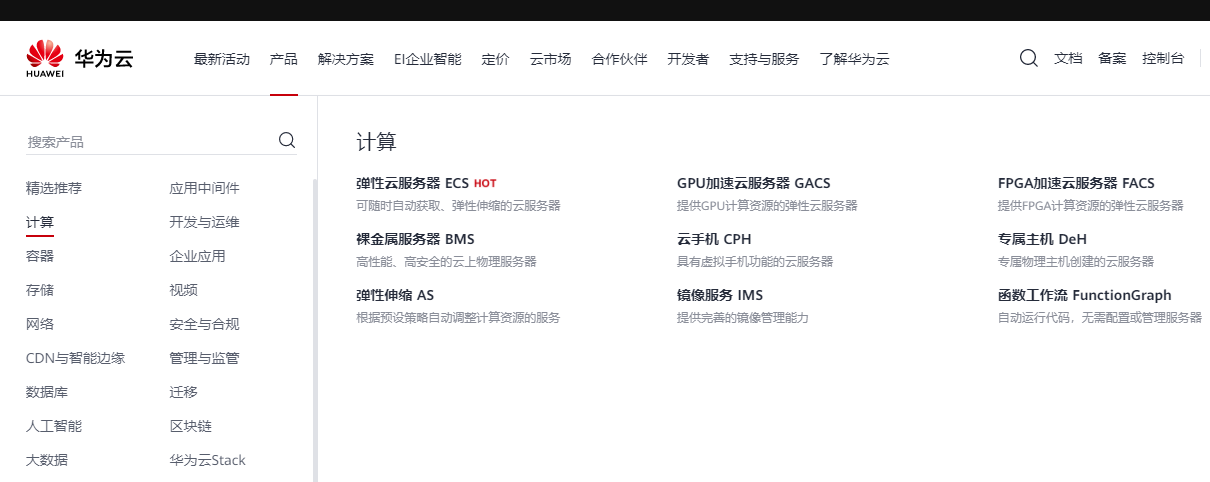 HUAWEI
华为云
最新活动 产品 解决方案 EI企业智能 定价 云市场 合作伙伴 开发者 支持与服务 了解华为云
文档 备案 控制台
搜索产品
精选推荐 应用中间件
计算 开发与运维
容器 企业应用
存储 视频
网络 安全与合规
CDN与智能边缘 管理与监管
数据库 迁移
人工智能 区块链
大数据 华为云Stack
计算
弹性云服务器 ECS HOT
可随时自动获取、弹性伸缩的云服务器
GPU加速云服务器 GACS
提供GPU计算资源的弹性云服务器
FPGA加速云服务器 FACS
提供FPGA计算资源的弹性云服务器
裸金属服务器 BMS
高性能、高安全的云上物理服务器
云手机 CPH
具有虚拟手机功能的云服务器
专属主机 DeH
专属物理主机创建的云服务器
弹性伸缩 AS
根据预设策略自动调整计算资源的服务
镜像服务 IMS
提供完善的镜像管理能力
函数工作流 FunctionGraph
自动运行代码，无需配置或管理服务器